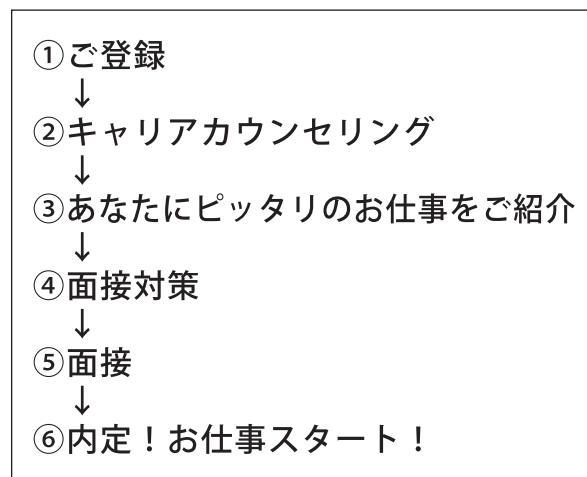 ①ご登録
↓
②キャリアカウンセリング
↓
③あなたにピッタリのお仕事をご紹介
↓
④面接対策
↓
⑤面接
↓
⑥内定！お仕事スタート！